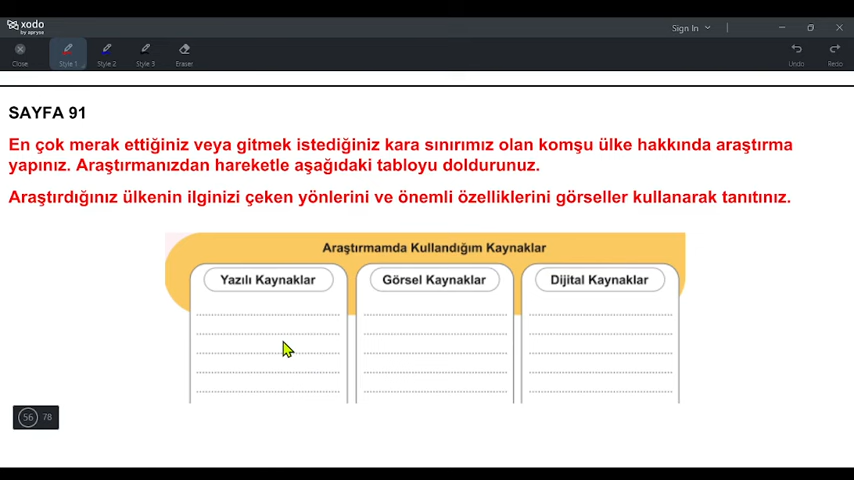 xodo
by apryse
Sign In
Close
Style 1
Style 2
Style 3
Eraser
Undo
Redo
SAYFA 91
En çok merak ettiğiniz veya gitmek istediğiniz kara sınırımız olan komşu ülke hakkında araştırma
yapınız. Araştırmanızdan hareketle aşağıdaki tabloyu doldurunuz.
Araştırdığınız ülkenin ilginizi çeken yönlerini ve önemli özelliklerini görseller kullanarak tanıtınız.
Araştırmamda Kullandığım Kaynaklar
Yazılı Kaynaklar
Görsel Kaynaklar
Dijital Kaynaklar
56 78